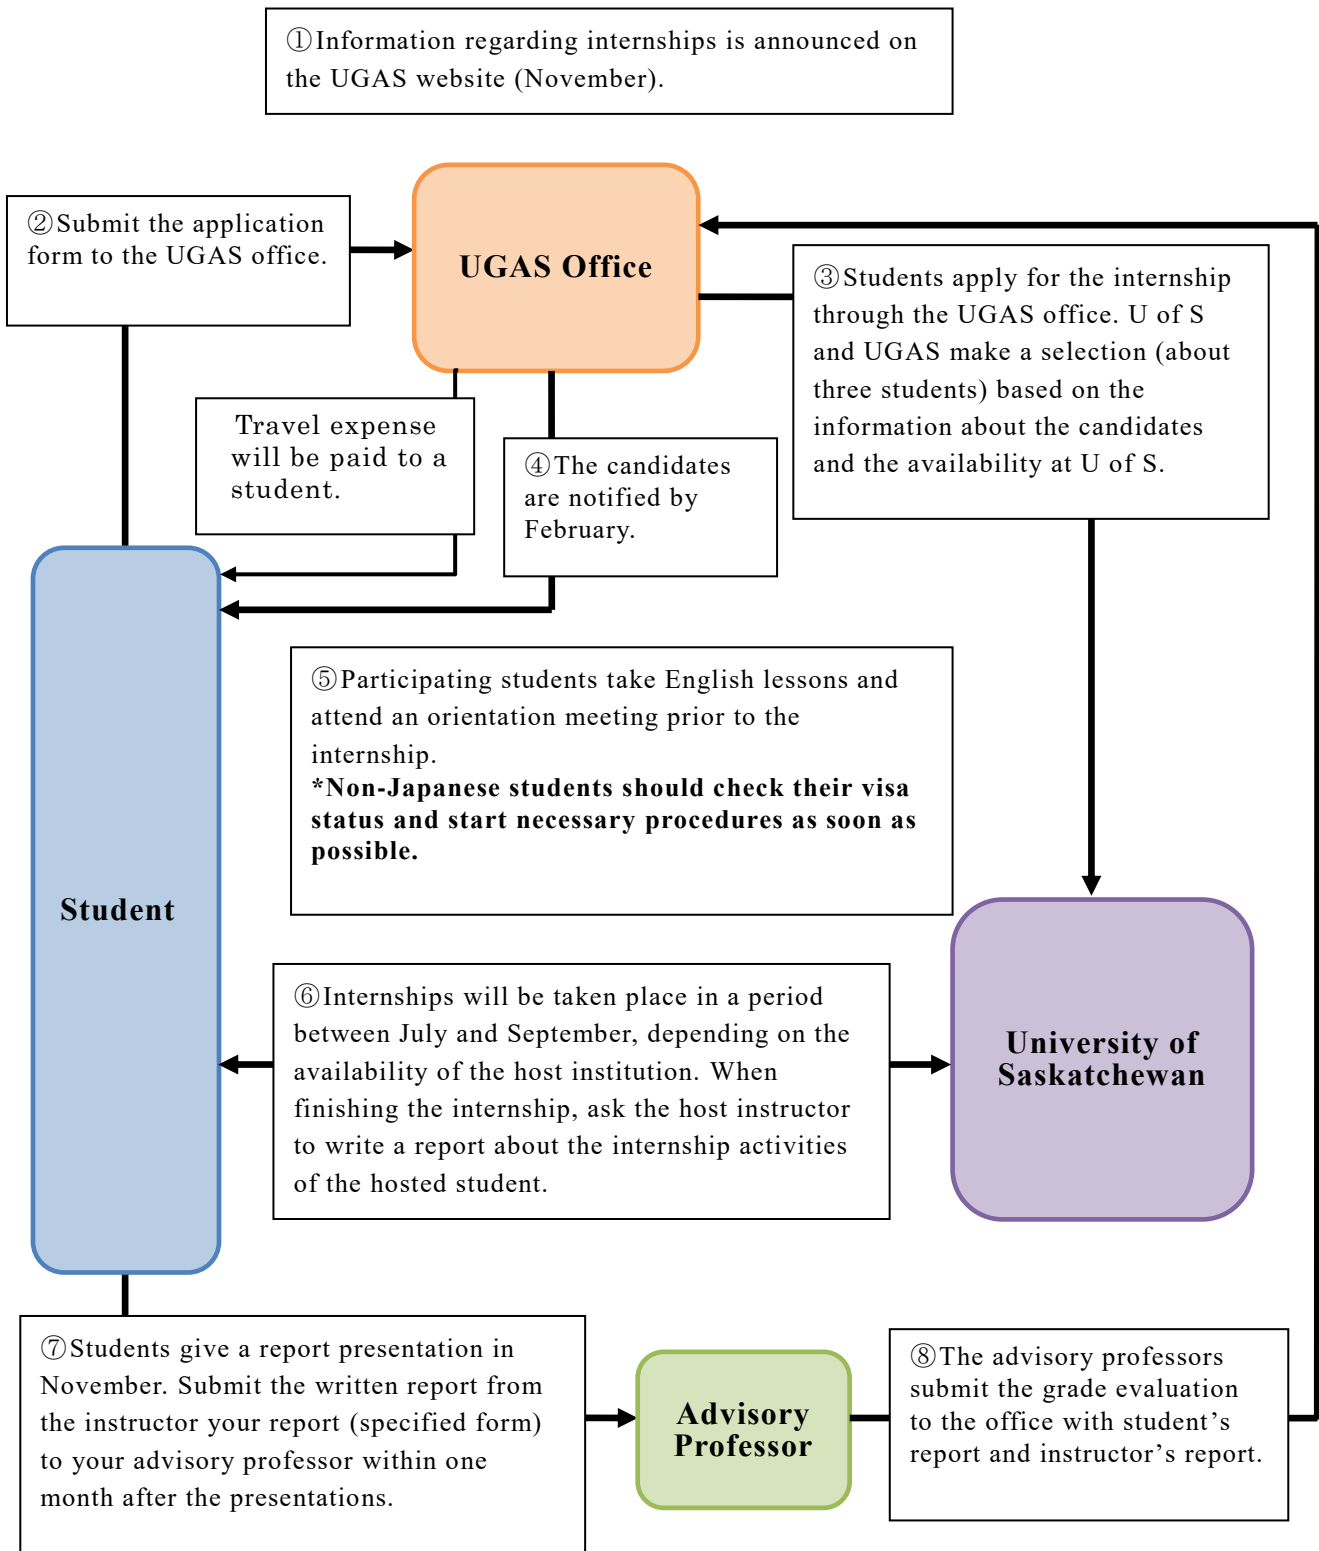 ①Information regarding internships is announced on
the UGAS website (November).
②Submit the application
form to the UGAS office.
UGAS Office
③Students apply for the internship
through the UGAS office. U of S
and UGAS make a selection (about
three students) based on the
information about the candidates
and the availability at U of S.
Travel expense
will be paid to a
student.
④The candidates
are notified by
February.
⑤Participating students take English lessons and
attend an orientation meeting prior to the
internship.
*Non-Japanese students should check their visa
status and start necessary procedures as soon as
possible.
Student
⑥Internships will be taken place in a period
between July and September, depending on the
availability of the host institution. When
finishing the internship, ask the host instructor
to write a report about the internship activities
of the hosted student.
University of
Saskatchewan
⑦Students give a report presentation in
November. Submit the written report from
the instructor your report (specified form)
to your advisory professor within one
month after the presentations.
Advisory
Professor
⑧The advisory professors
submit the grade evaluation
to the office with student’s
report and instructor’s report.